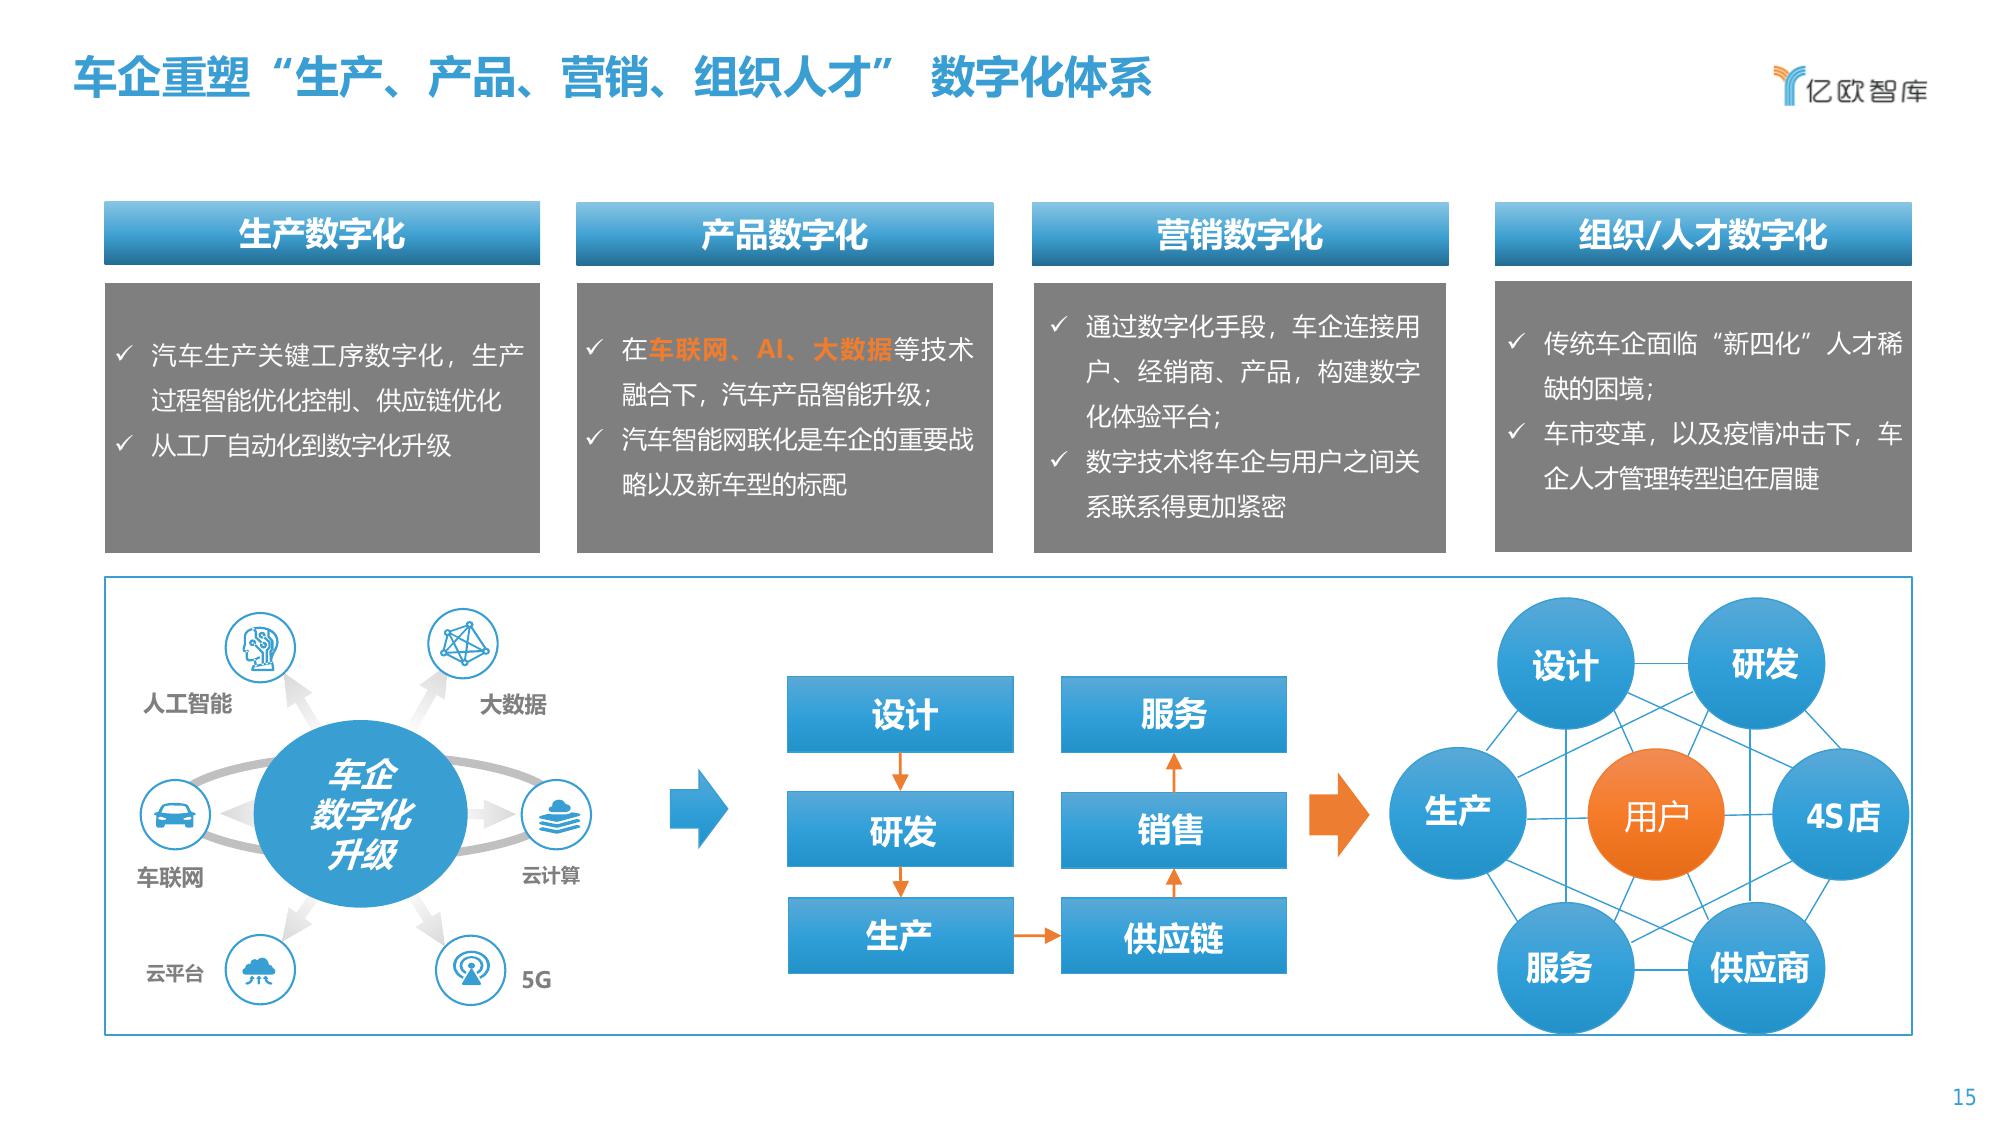 车企重塑“生产、产品、营销、组织人才” 数字化体系
亿欧智库
生产数字化
汽车生产关键工序数字化，生产
过程智能优化控制、供应链优化
从工厂自动化到数字化升级
产品数字化
在车联网、AI、大数据等技术
融合下，汽车产品智能升级；
汽车智能网联化是车企的重要战
略以及新车型的标配
营销数字化
通过数字化手段，车企连接用
户、经销商、产品，构建数字
化体验平台；
数字技术将车企与用户之间关
系联系得更加紧密
组织/人才数字化
传统车企面临“新四化”人才稀
缺的困境；
车市变革，以及疫情冲击下，车
企人才管理转型迫在眉睫
人工智能
大数据
车企
数字化
升级
车联网
云计算
云平台
5G
设计
研发
生产
供应链
销售
服务
设计
研发
生产
用户
4S店
服务
供应商
15